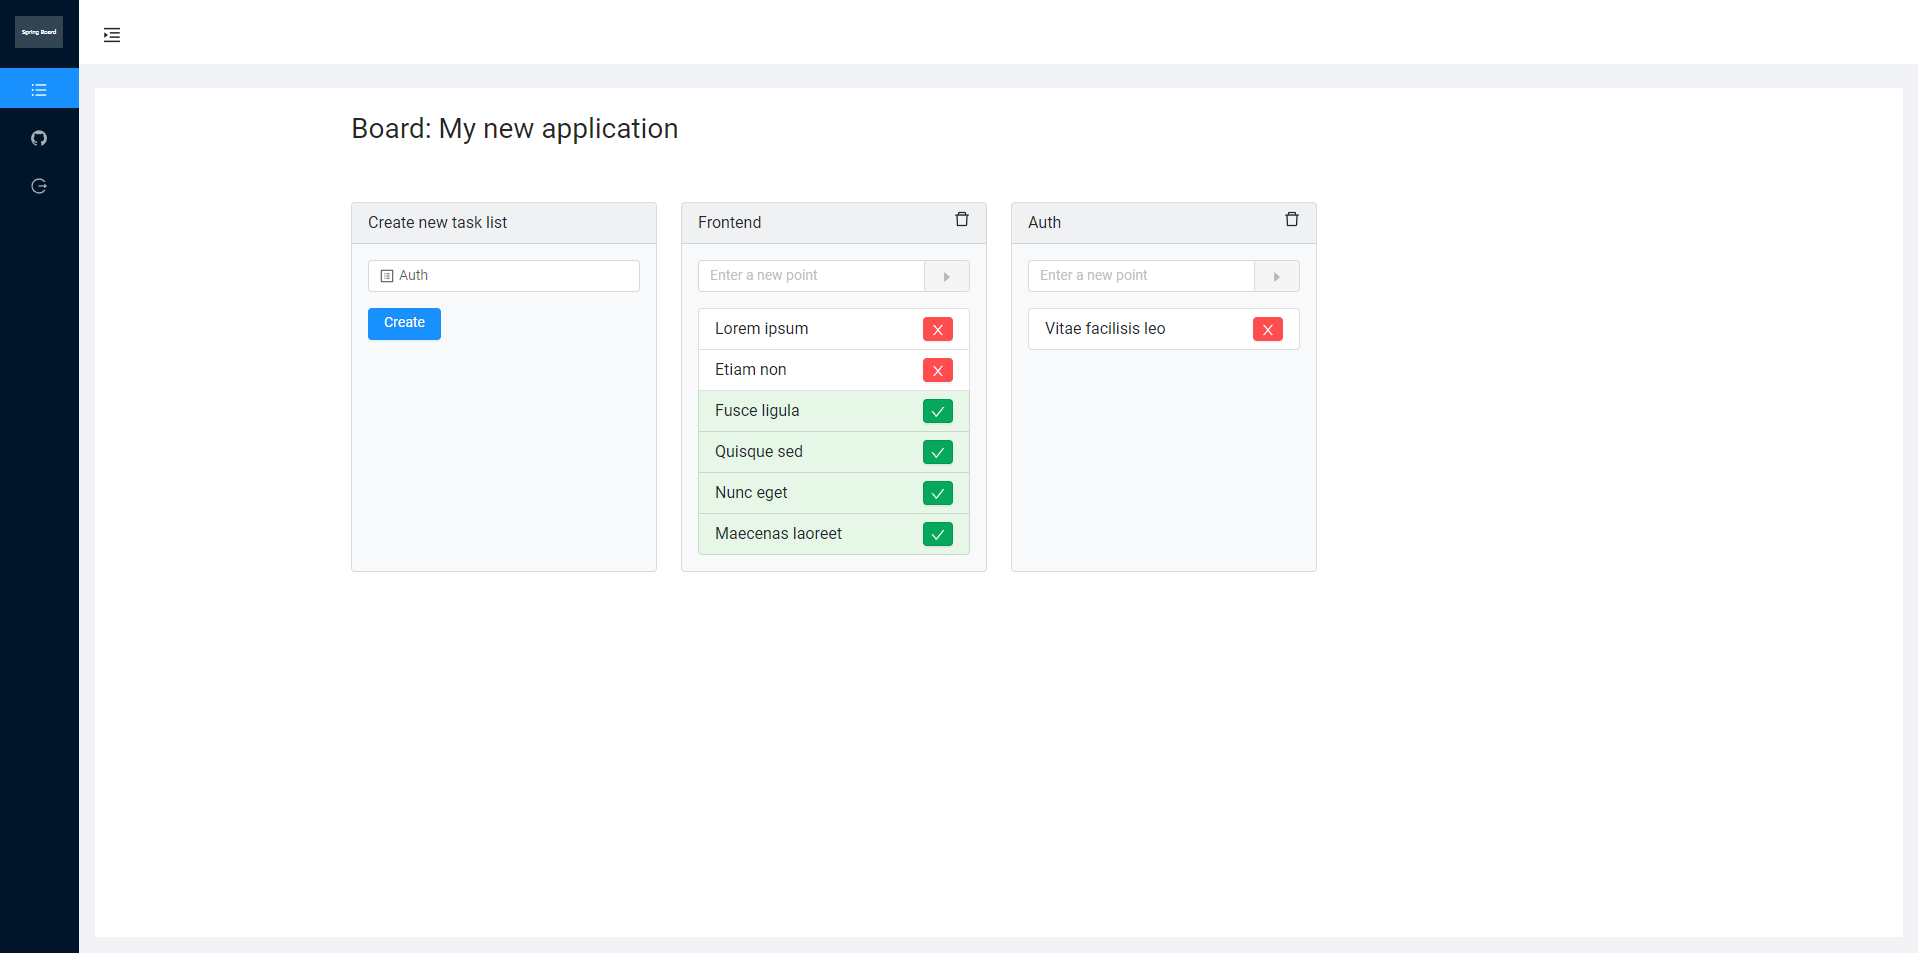 Spring Board
Board: My new application
Create new task list
Auth
Create
Frontend
Enter a new point
Lorem ipsum
Etiam non
Fusce ligula
Quisque sed
Nunc eget
Maecenas laoreet
Auth
Enter a new point
Vitae facilisis leo